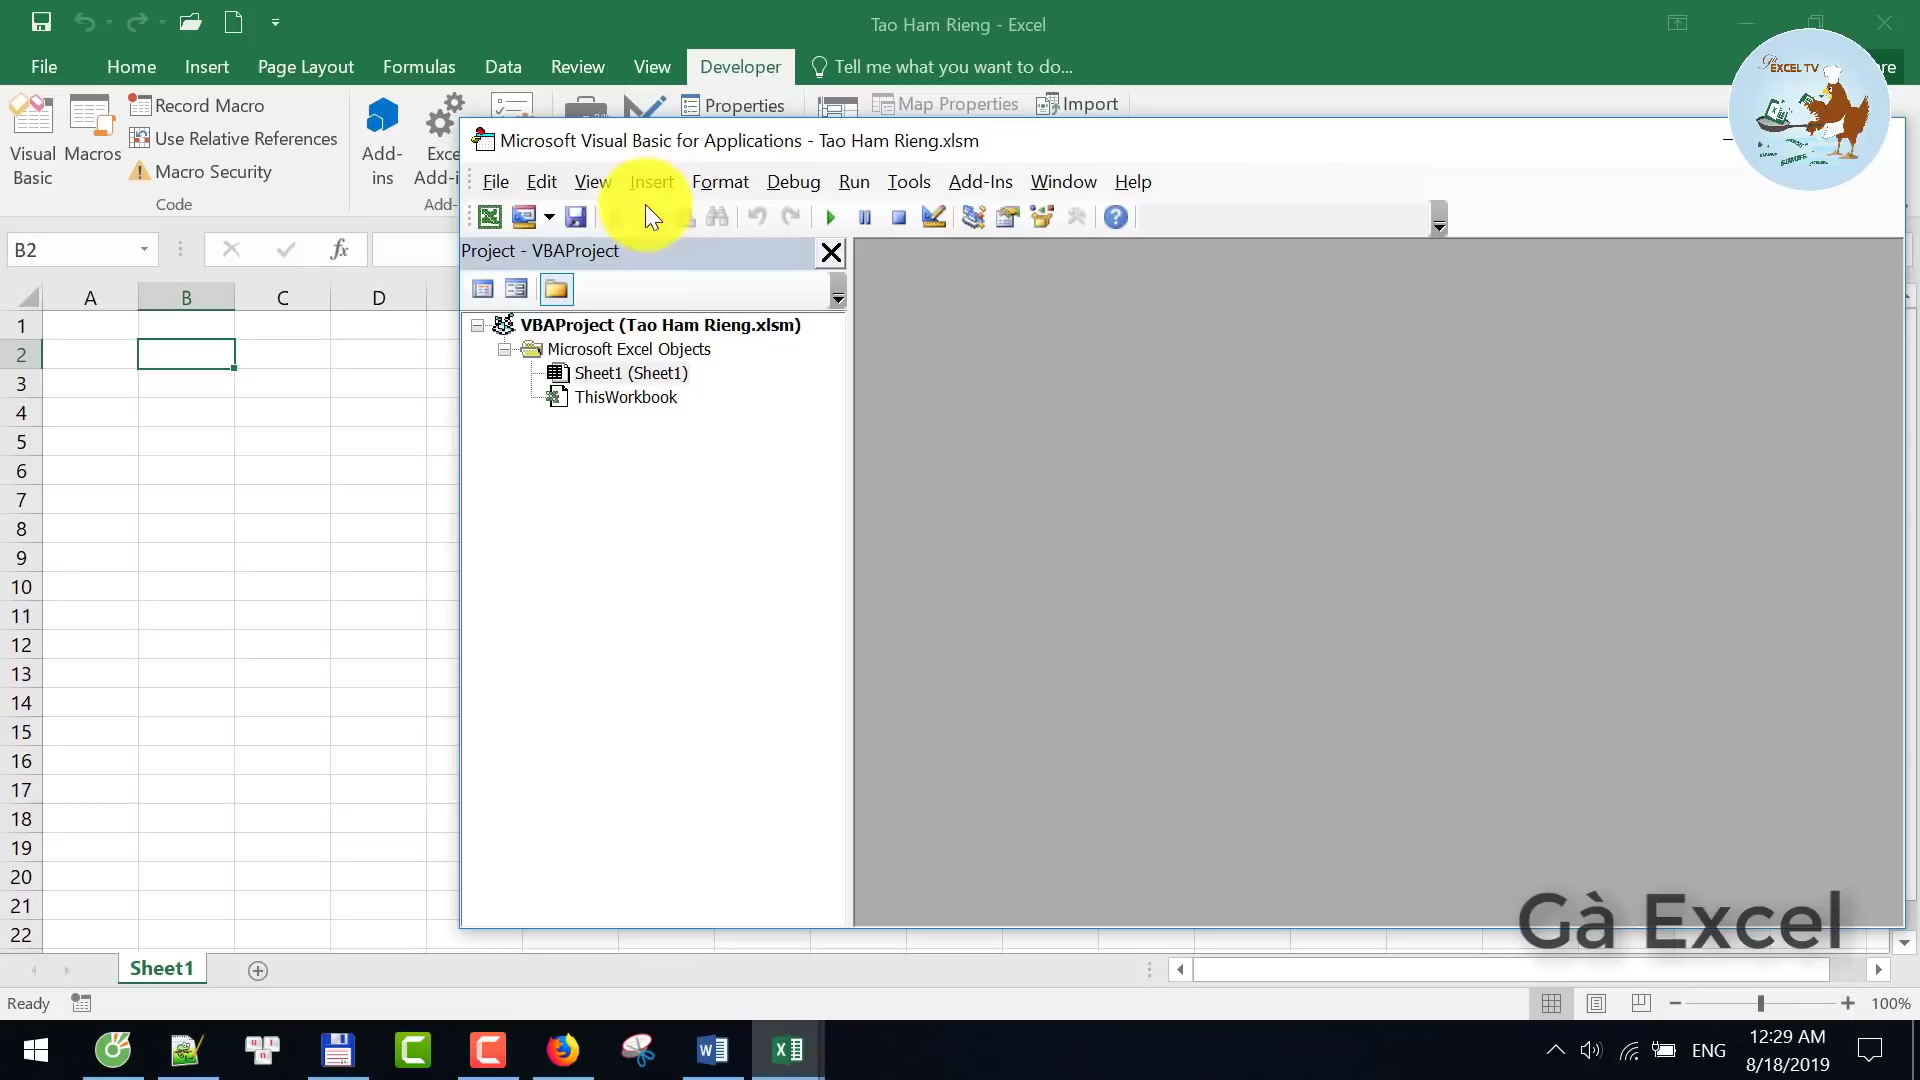 Tao Ham Rieng - Excel
File Home Insert Page Layout Formulas Data Review View Developer Tell me what you want to do...
EXCEL TV
Record Macro
Use Relative References
Macro Security
Visual Basic
Macros
Code
Add-ins
Properties
Map Properties
Import
Microsoft Visual Basic for Applications - Tao Ham Rieng.xlsm
File Edit View Insert Format Debug Run Tools Add-Ins Window Help
B2
fx
Project - VBAProject
VBAProject (Tao Ham Rieng.xlsm)
Microsoft Excel Objects
Sheet1 (Sheet1)
ThisWorkbook
A B C D
1
2
3
4
5
6
7
8
9
10
11
12
13
14
15
16
17
18
19
20
21
22
Gà Excel
Sheet1
Ready
100%
ENG
12:29 AM
8/18/2019